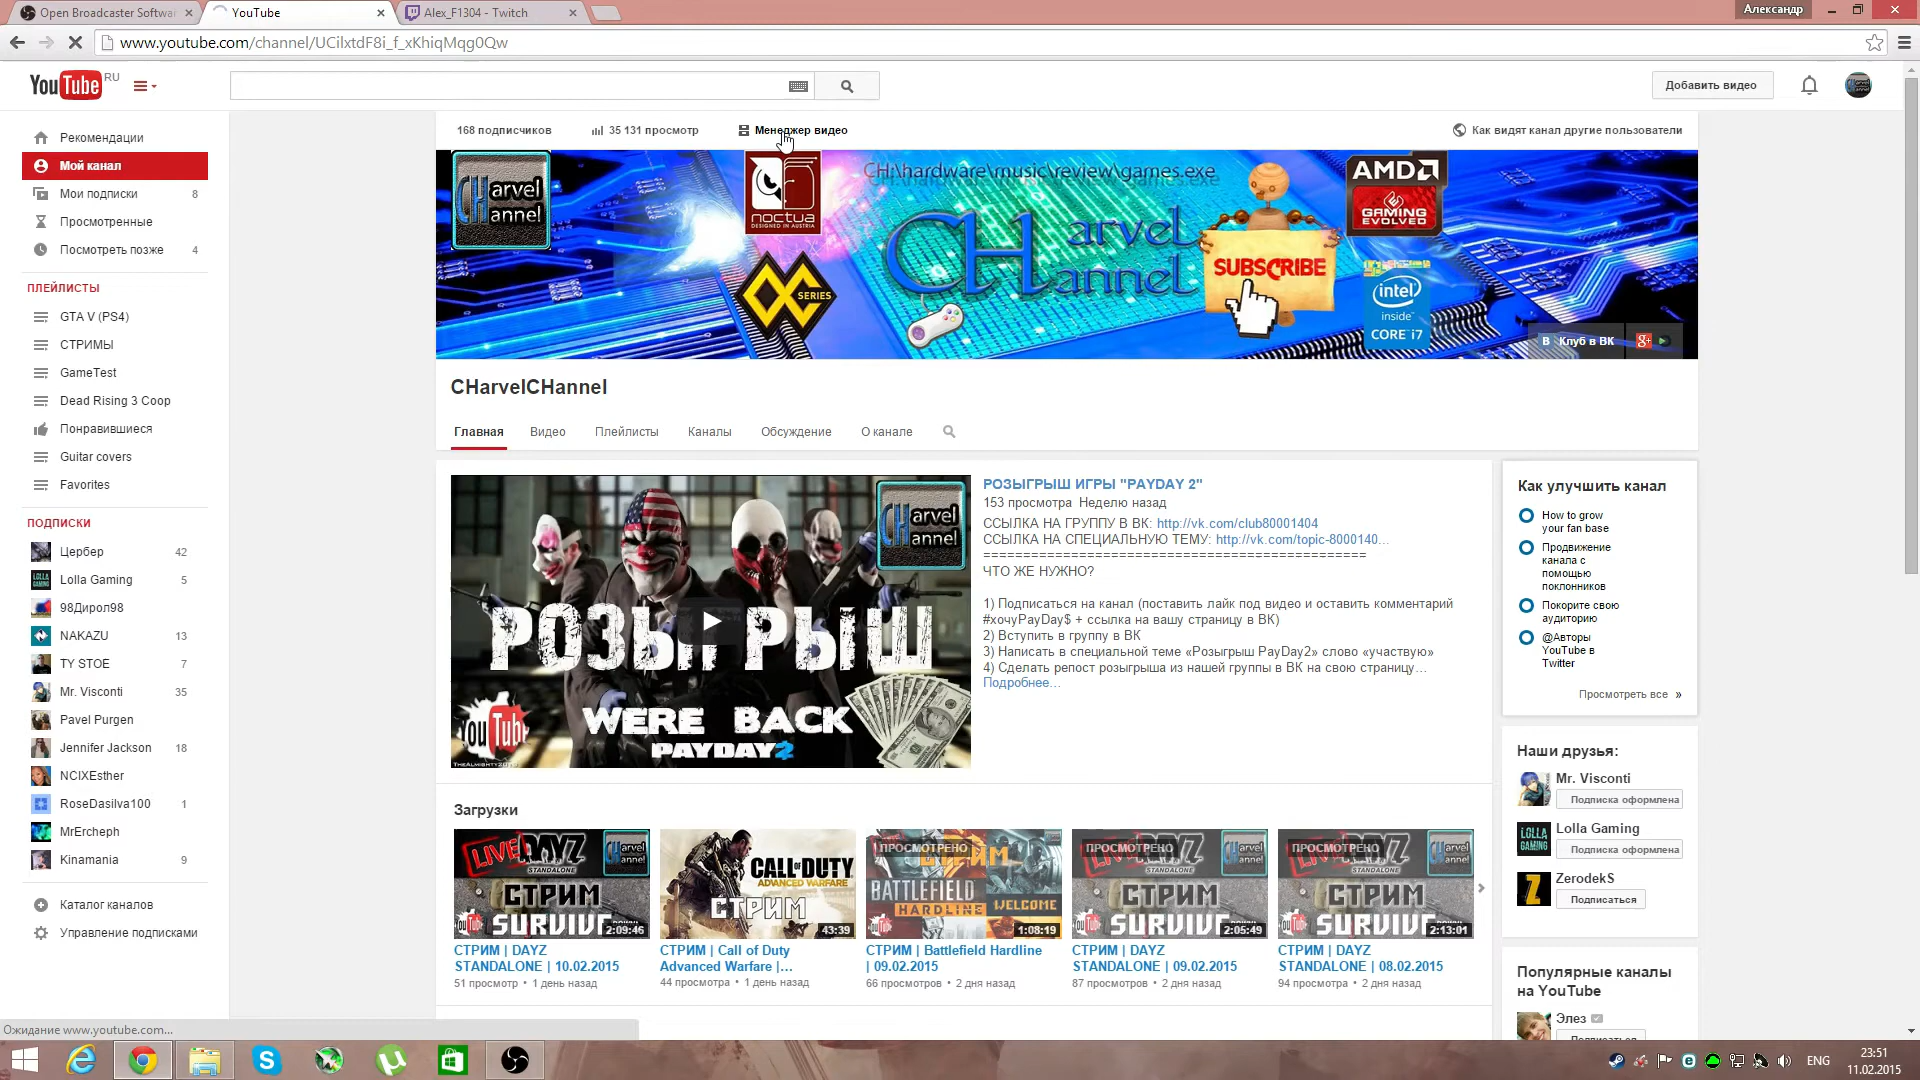 Open Broadcaster Softwar
YouTube
Alex_F1304 - Twitch
Александр
www.youtube.com/channel/UCilxtdF8i_f_xKhiqMqg0Qw
YouTube RU
Добавить видео
Рекомендации
Мой канал
Мои подписки 8
Просмотренные
Посмотреть позже 4
ПЛЕЙЛИСТЫ
GTA V (PS4)
СТРИМЫ
GameTest
Dead Rising 3 Coop
Понравившиеся
Guitar covers
Favorites
ПОДПИСКИ
Цербер 42
Lolla Gaming 5
98Дирол98
NAKAZU 13
TY STOE 7
Mr. Visconti 35
Pavel Purgen
Jennifer Jackson 18
NCIXEsther
RoseDasilva100 1
MrErcheph
Kinamania 9
Каталог каналов
Управление подписками
168 подписчиков
35 131 просмотр
Менеджер видео
Как видят канал другие пользователи
CHarvel
CHannel
noctua
DESIGNED IN AUSTRIA
OC SERIES
CH:\hardware\music\review\games.exe
CHarvel
CHannel
SUBSCRIBE
AMD
GAMING
EVOLVED
intel
inside
CORE i7
B Клуб в ВК
g+
CHarvelCHannel
Главная
Видео
Плейлисты
Каналы
Обсуждение
О канале
CHarvel
CHannel
РОЗЫГРЫШ
YouTube
WERE BACK
PAYDAY2
РОЗЫГРЫШ ИГРЫ "PAYDAY 2"
153 просмотра Неделю назад
ССЫЛКА НА ГРУППУ В ВК: http://vk.com/club80001404
ССЫЛКА НА СПЕЦИАЛЬНУЮ ТЕМУ: http://vk.com/topic-8000140...
================================================
ЧТО ЖЕ НУЖНО?
1) Подписаться на канал (поставить лайк под видео и оставить комментарий
#хочуPayDay$ + ссылка на вашу страницу в ВК)
2) Вступить в группу в ВК
3) Написать в специальной теме «Розыгрыш PayDay2» слово «участвую»
4) Сделать репост розыгрыша из нашей группы в ВК на свою страницу...
Подробнее...
Загрузки
LIVE DAYZ
STANDALONE
СТРИМ
SURVIVE
2:09:46
СТРИМ | DAYZ
STANDALONE | 10.02.2015
51 просмотр • 1 день назад
CALL OF DUTY
ADVANCED WARFARE
СТРИМ
43:39
СТРИМ | Call of Duty
Advanced Warfare |...
44 просмотра • 1 день назад
ПРОСМОТРЕНО
СТРИМ
BATTLEFIELD
HARDLINE
WELCOME
1:08:19
СТРИМ | Battlefield Hardline
| 09.02.2015
66 просмотров • 2 дня назад
ПРОСМОТРЕНО
STANDALONE
СТРИМ
SURVIVE
2:05:49
СТРИМ | DAYZ
STANDALONE | 09.02.2015
87 просмотров • 2 дня назад
ПРОСМОТРЕНО
STANDALONE
СТРИМ
SURVIVE
2:13:01
СТРИМ | DAYZ
STANDALONE | 08.02.2015
94 просмотра • 2 дня назад
Как улучшить канал
How to grow
your fan base
Продвижение
канала с
помощью
поклонников
Покорите свою
аудиторию
@Авторы
YouTube в
Twitter
Просмотреть все »
Наши друзья:
Mr. Visconti
Подписка оформлена
LOLLA
GAMING
Lolla Gaming
Подписка оформлена
ZerodekS
Подписаться
Популярные каналы
на YouTube
Элез
Подписаться
Ожидание www.youtube.com...
ENG
23:51
11.02.2015